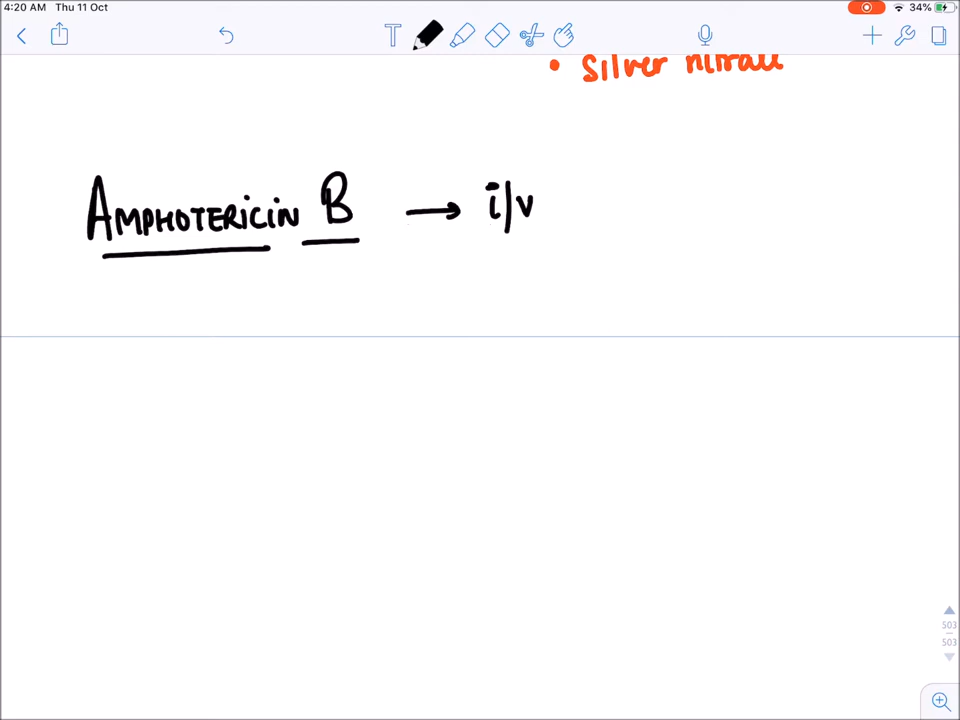 4:20 AM Thu 11 Oct 34%
T
• Silver nitrate
AMPHOTERICIN B → i/v
503
503